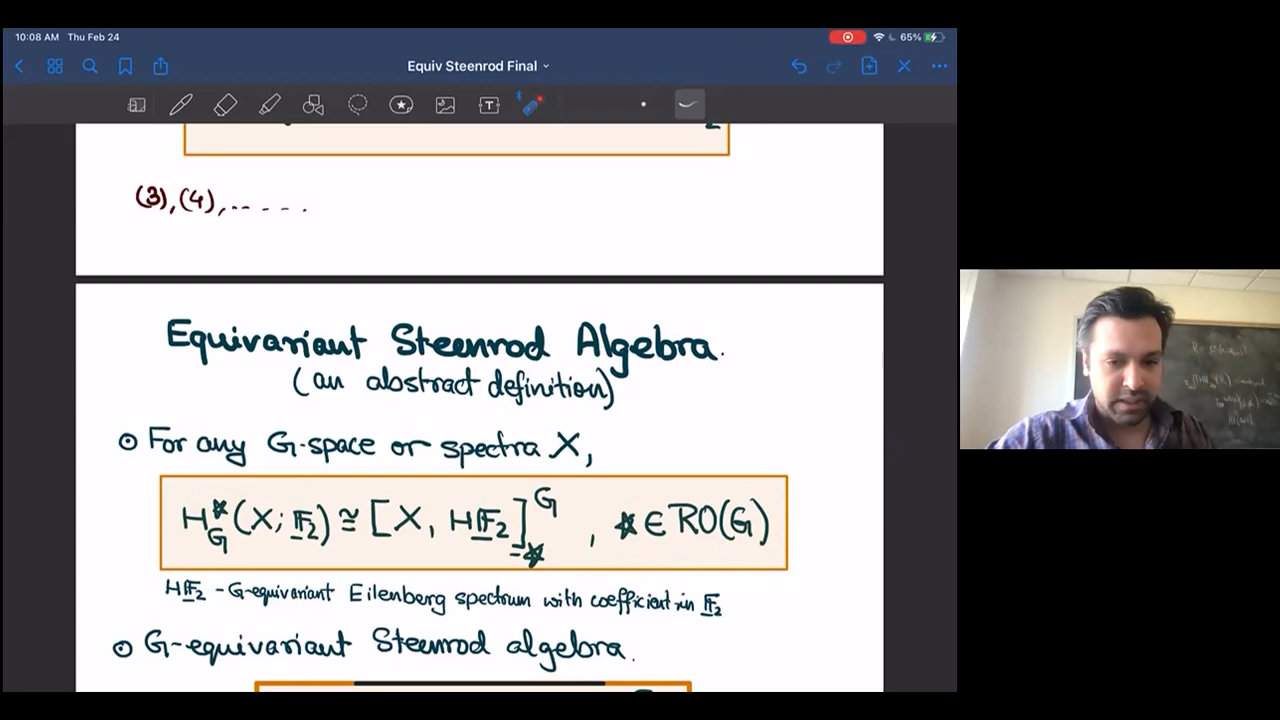 10:08 AM Thu Feb 24
65%
Equiv Steenrod Final
2
(3), (4), .. - - - .
Equivariant Steenrod Algebra.
(an abstract definition)
⊙ For any G-space or spectra X,
H_G^★(X; 𝔽̲₂) ≅ [X, H𝔽̲₂]^G_{-★}, ★ ∈ RO(G)
H𝔽̲₂ - G-equivariant Eilenberg spectrum with coefficient in 𝔽̲₂
⊙ G-equivariant Steenrod algebra.